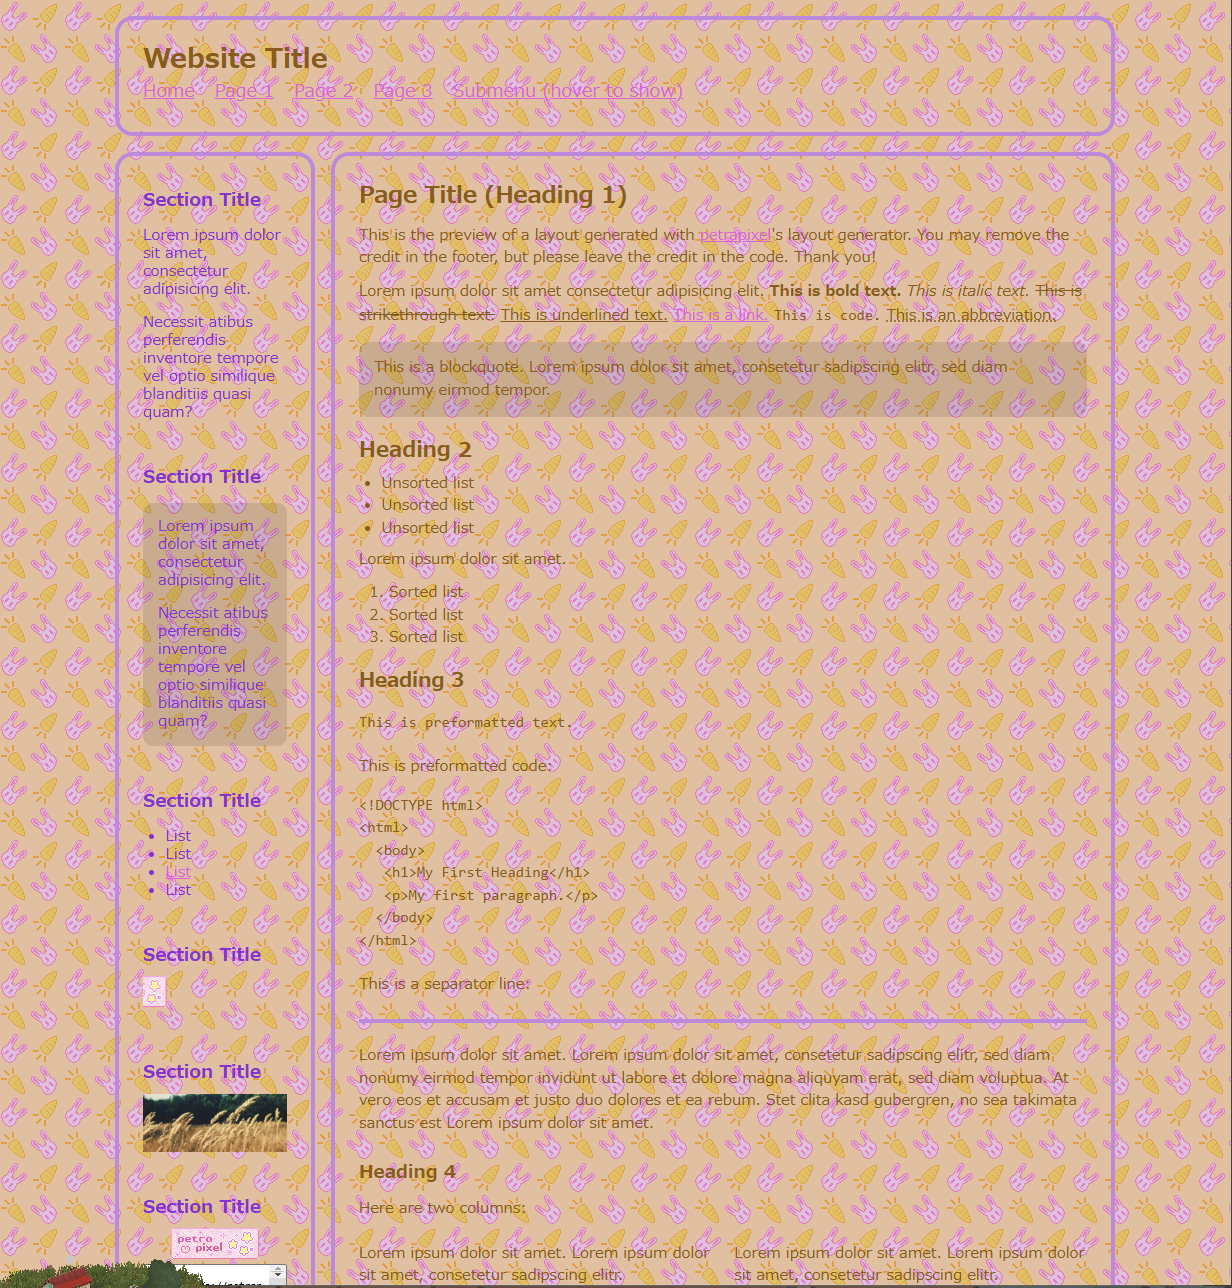 Website Title
Home Page 1 Page 2 Page 3 Submenu (hover to show)
Section Title
Lorem ipsum dolor
sit amet,
consectetur
adipisicing elit.
Necessit atibus
perferendis
inventore tempore
vel optio similique
blanditiis quasi
quam?
Section Title
Lorem ipsum
dolor sit amet,
consectetur
adipisicing elit.
Necessit atibus
perferendis
inventore
tempore vel
optio similique
blanditiis quasi
quam?
Section Title
• List
• List
• List
• List
Section Title
Section Title
Section Title
petra
pixel
Page Title (Heading 1)
This is the preview of a layout generated with petrapixel's layout generator. You may remove the
credit in the footer, but please leave the credit in the code. Thank you!
Lorem ipsum dolor sit amet consectetur adipisicing elit. This is bold text. This is italic text. This is
strikethrough text. This is underlined text. This is a link. This is code. This is an abbreviation.
This is a blockquote. Lorem ipsum dolor sit amet, consetetur sadipscing elitr, sed diam
nonumy eirmod tempor.
Heading 2
• Unsorted list
• Unsorted list
• Unsorted list
Lorem ipsum dolor sit amet.
1. Sorted list
2. Sorted list
3. Sorted list
Heading 3
This is preformatted text.
This is preformatted code:
<!DOCTYPE html>
<html>
<body>
<h1>My First Heading</h1>
<p>My first paragraph.</p>
</body>
</html>
This is a separator line:
Lorem ipsum dolor sit amet. Lorem ipsum dolor sit amet, consetetur sadipscing elitr, sed diam
nonumy eirmod tempor invidunt ut labore et dolore magna aliquyam erat, sed diam voluptua. At
vero eos et accusam et justo duo dolores et ea rebum. Stet clita kasd gubergren, no sea takimata
sanctus est Lorem ipsum dolor sit amet.
Heading 4
Here are two columns:
Lorem ipsum dolor sit amet. Lorem ipsum dolor
sit amet, consetetur sadipscing elitr.
Lorem ipsum dolor sit amet. Lorem ipsum dolor
sit amet, consetetur sadipscing elitr.